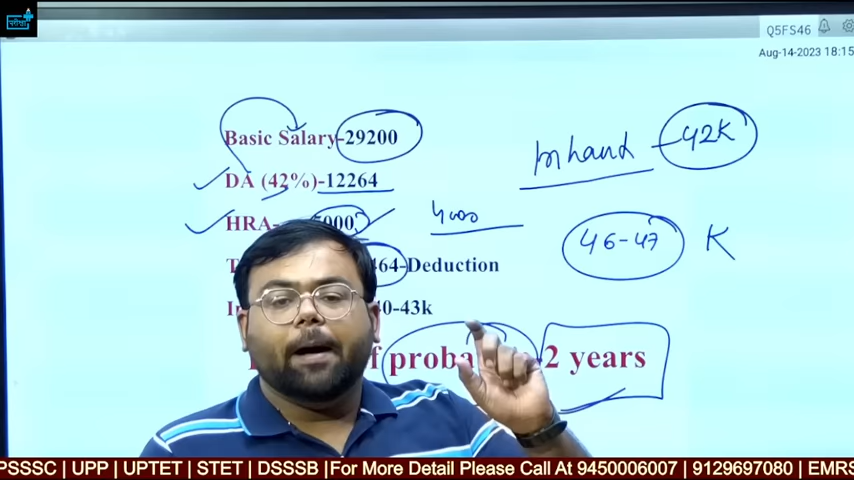 परीक्षा
Q5FS46
Aug-14-2023 18:15
Basic Salary-29200
Inhand - 42K
DA (42%)-12264
HRA- 5000
4000
46-47 K
464-Deduction
40-43k
f proba -2 years
PSSSC | UPP | UPTET | STET | DSSSB |For More Detail Please Call At 9450006007 | 9129697080 | EMRS